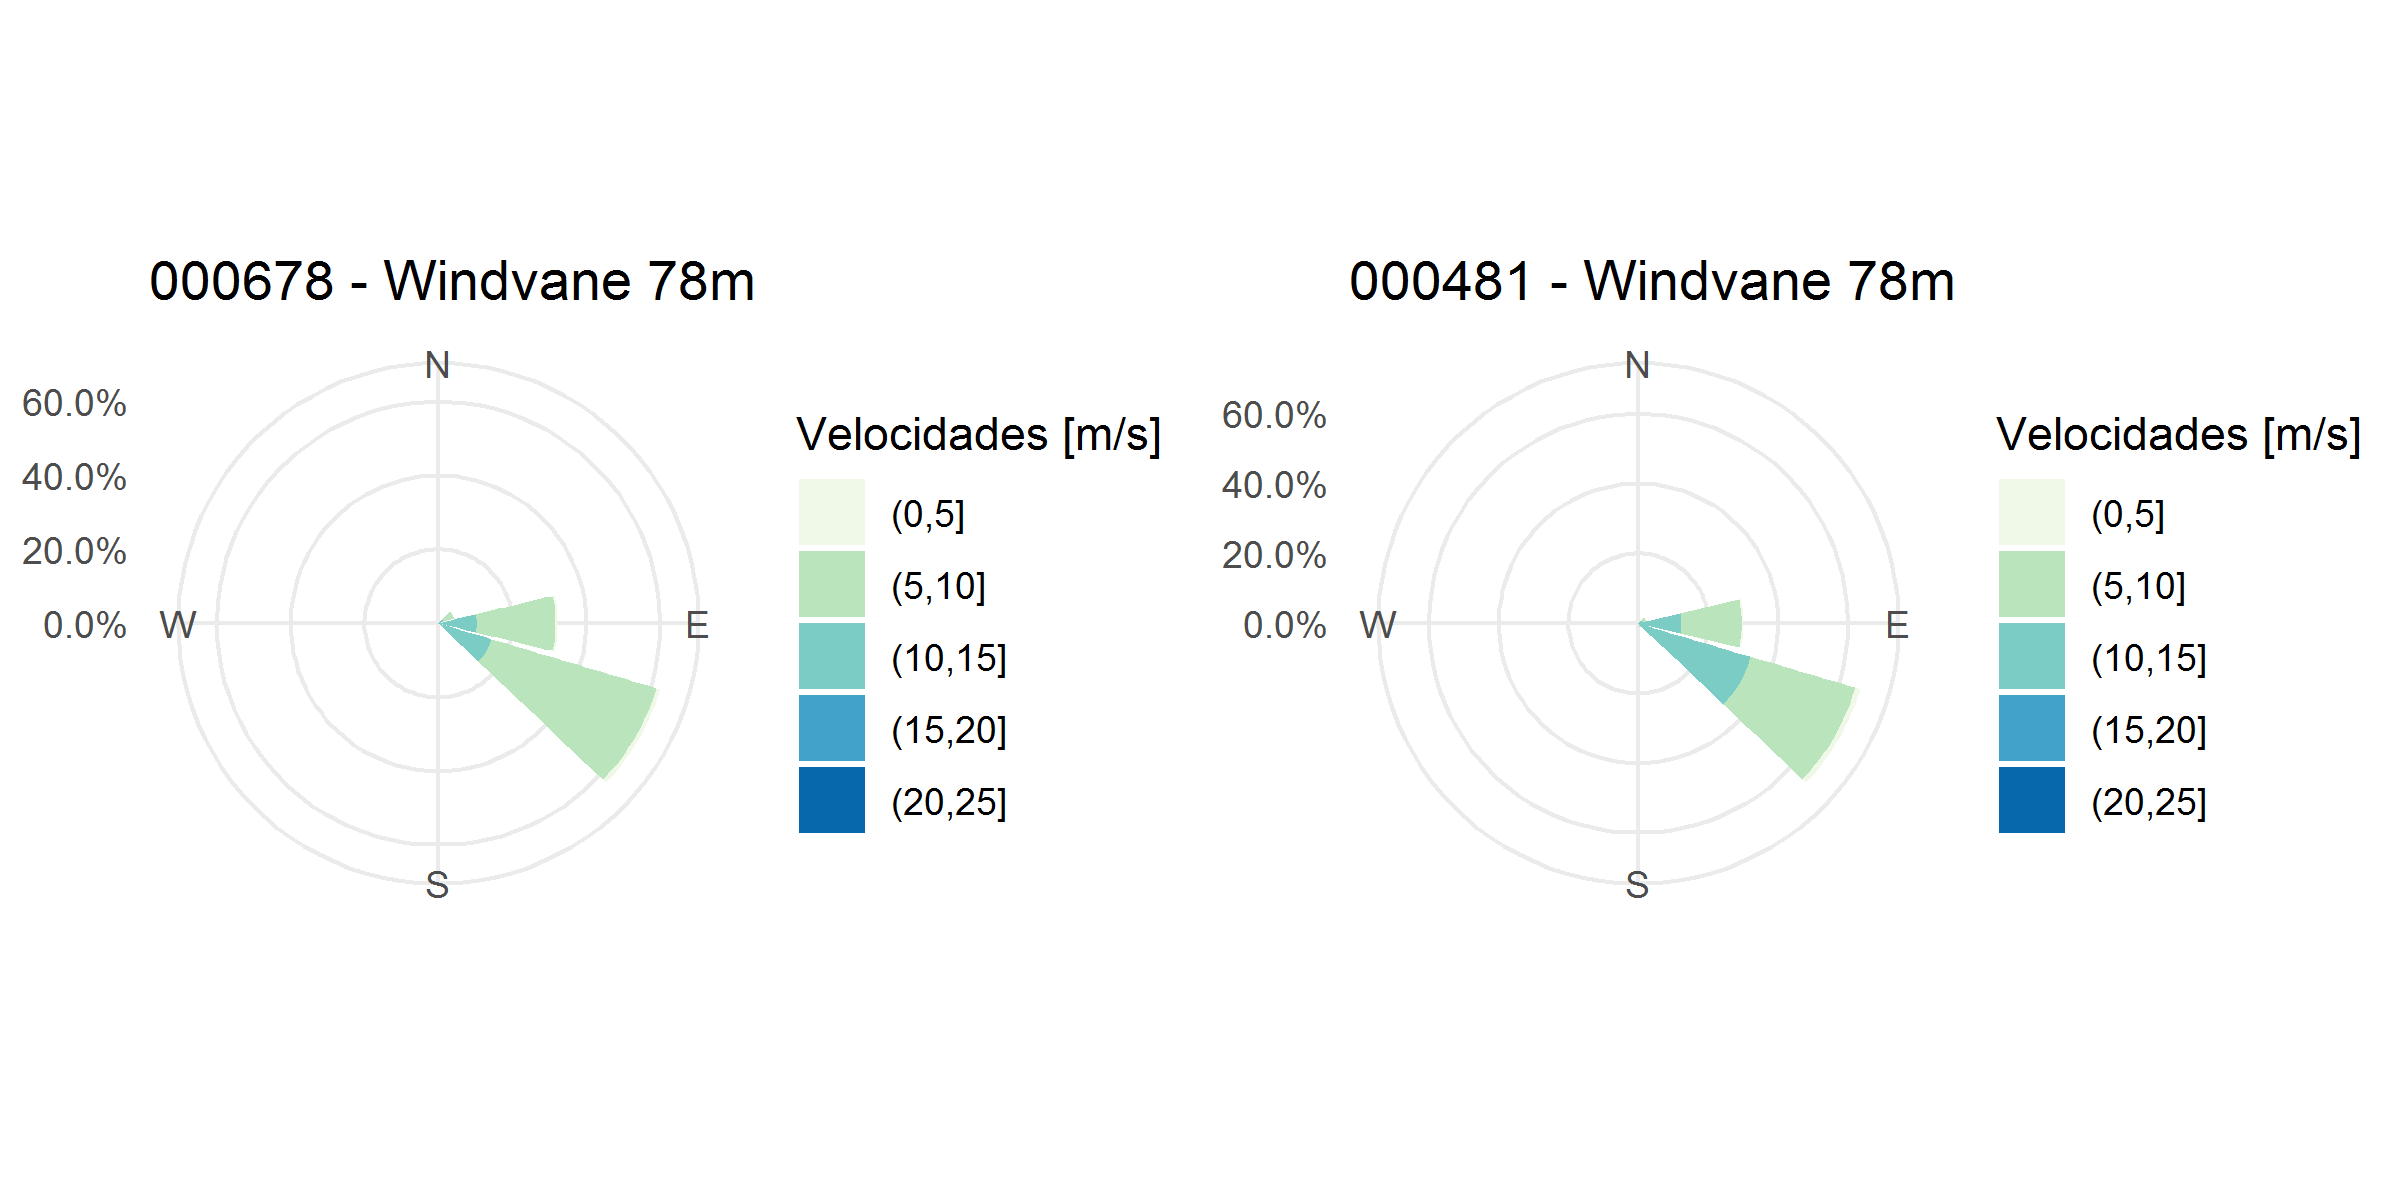 000678 - Windvane 78m
N
60.0%
40.0%
20.0%
0.0%
W
E
S
Velocidades [m/s]
(0,5]
(5,10]
(10,15]
(15,20]
(20,25]
000481 - Windvane 78m
N
60.0%
40.0%
20.0%
0.0%
W
E
S
Velocidades [m/s]
(0,5]
(5,10]
(10,15]
(15,20]
(20,25]